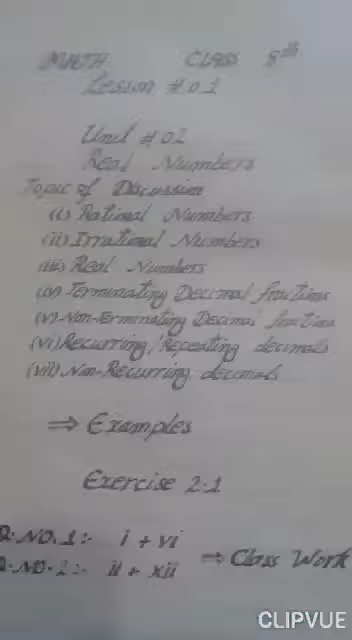 MATH CLASS 8th
Lesson #.01
Unit #02
Real Numbers
Topic of Discussion
(i) Rational Numbers
(ii) Irrational Numbers
(iii) Real Numbers
(iv) Terminating Decimal fractions
(v) Non-Terminating Decimal fractions
(vi) Recurring/Repeating decimals
(vii) Non-Recurring decimals
⇒ Examples
Exercise 2.1
Q.NO.1:- i + vi
Q.NO.2:- ii + xii ⇒ Class Work
CLIPVUE